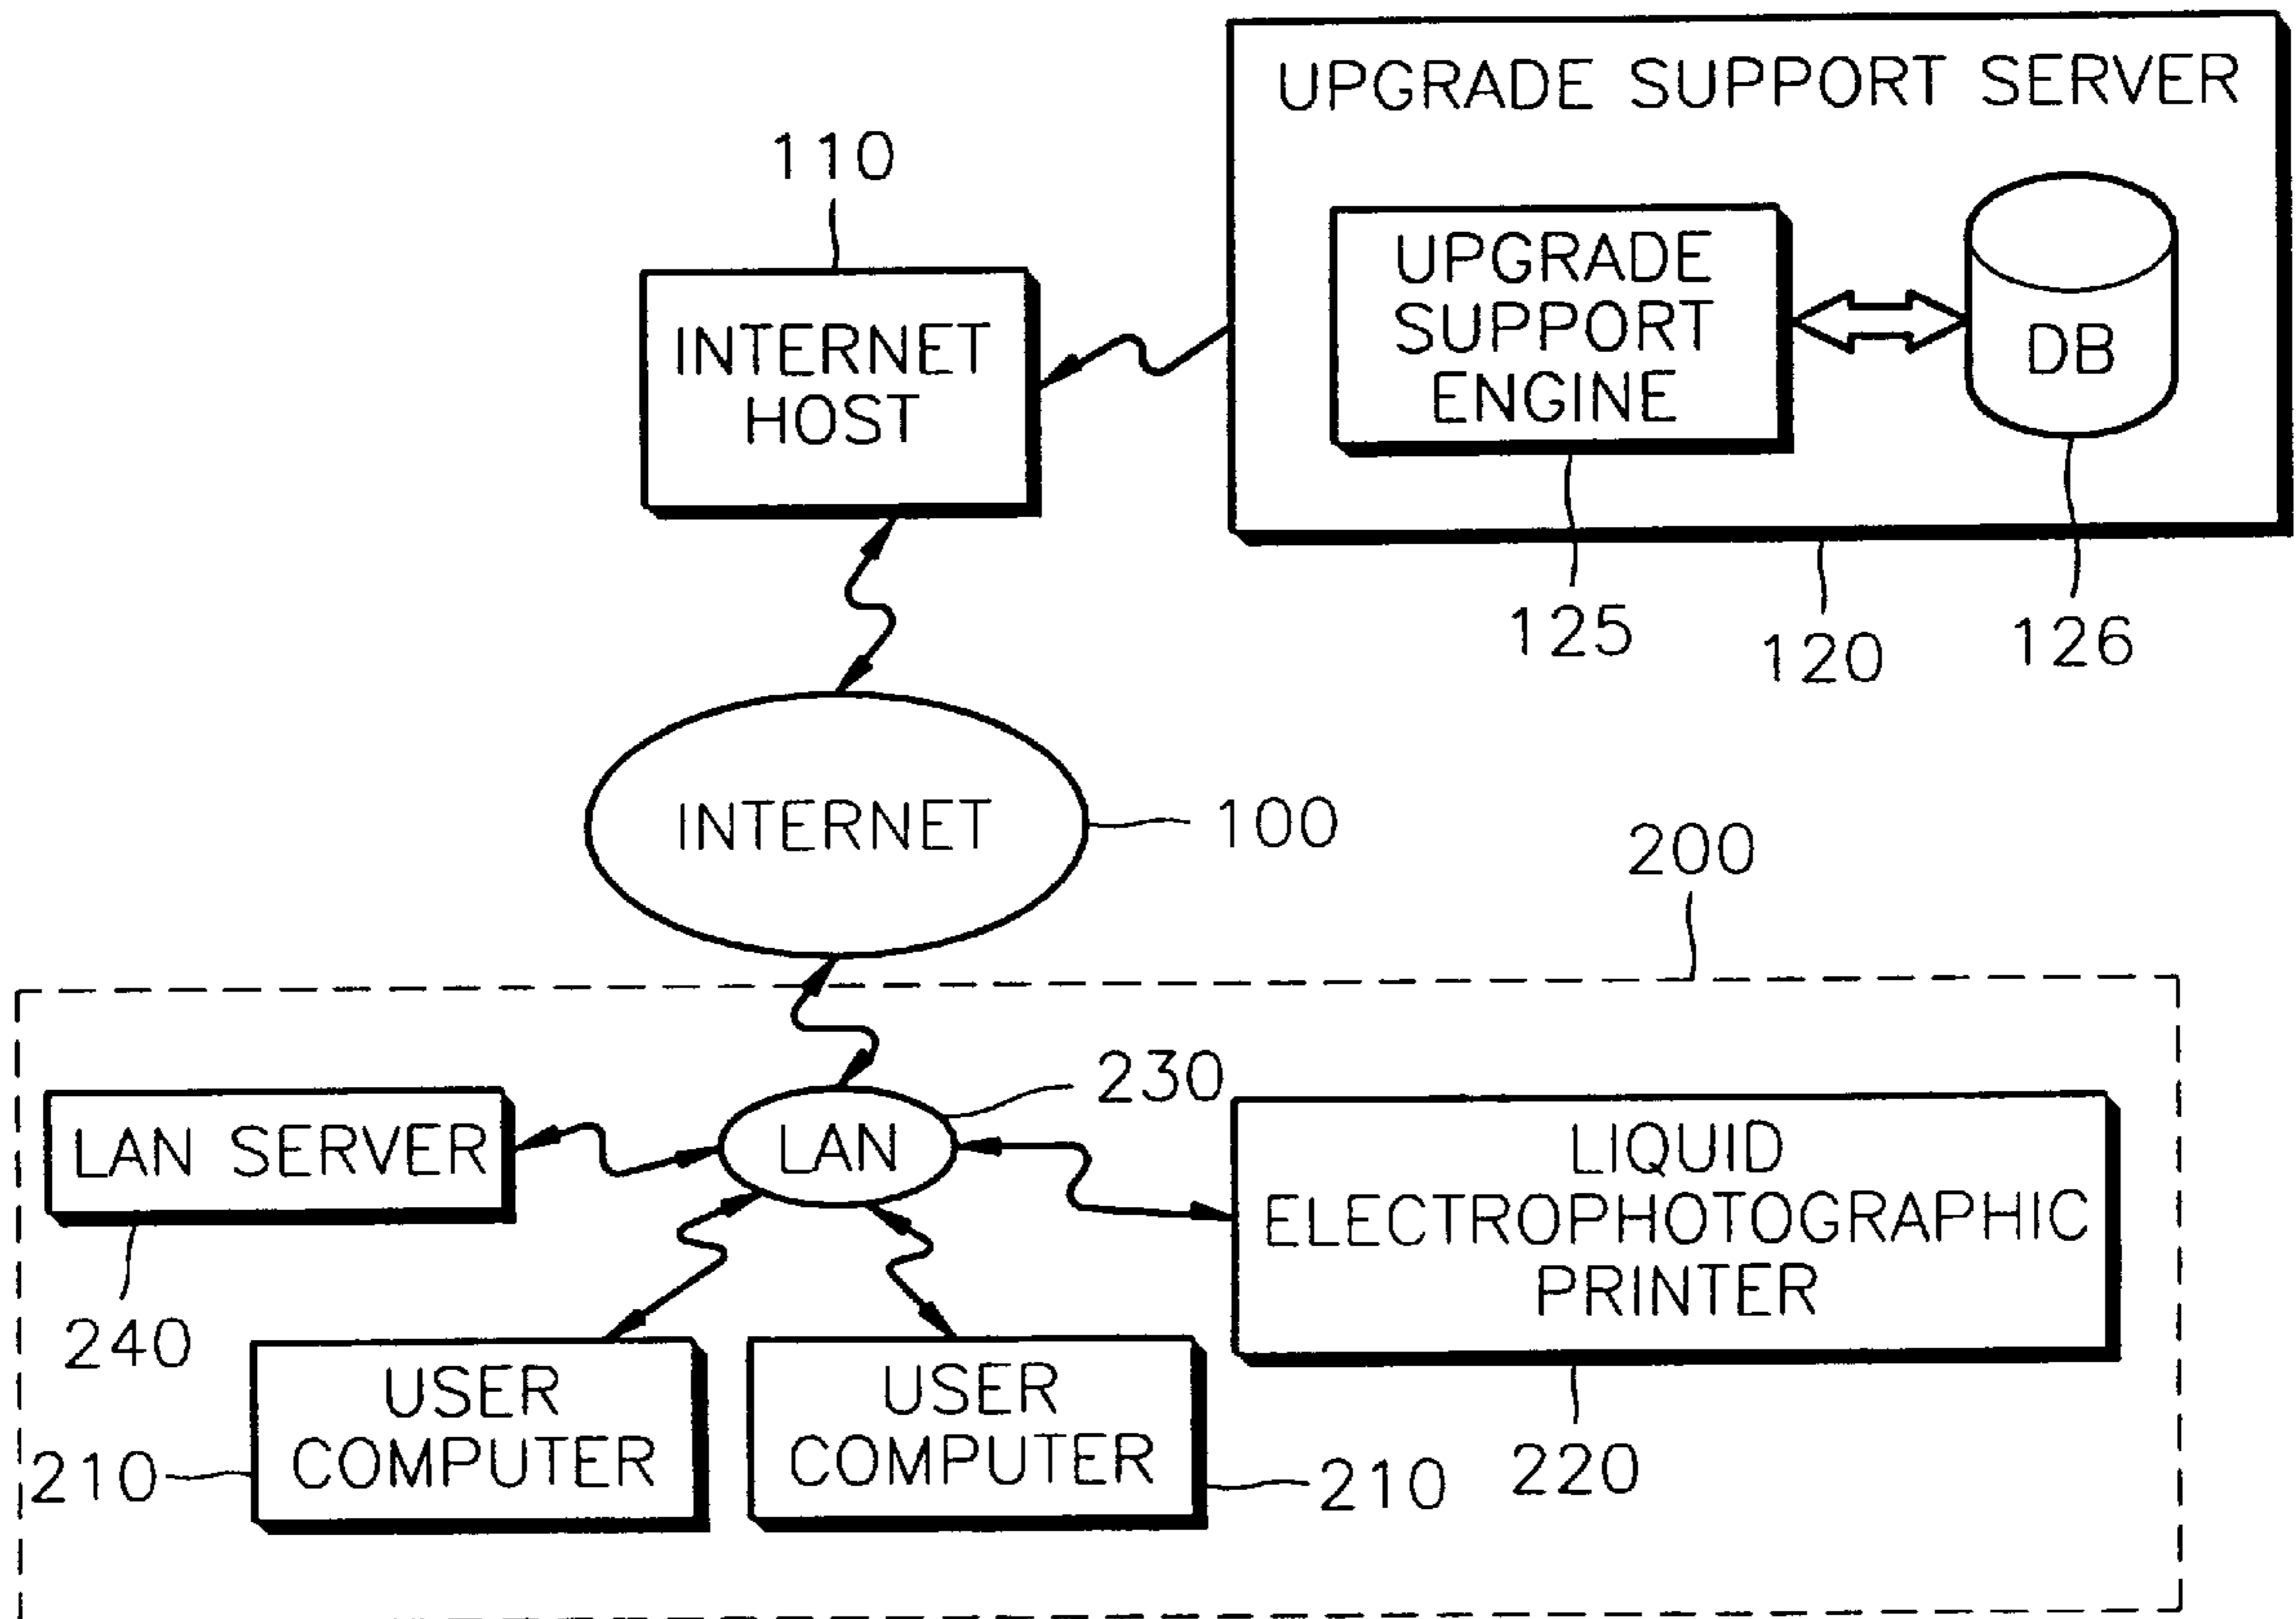 UPGRADE SUPPORT SERVER
110
UPGRADE
SUPPORT
ENGINE
DB
INTERNET
HOST
125
120
126
INTERNET
100
200
230
LAN SERVER
LAN
LIQUID
ELECTROPHOTOGRAPHIC
PRINTER
240
USER
COMPUTER
USER
COMPUTER
210
210
220